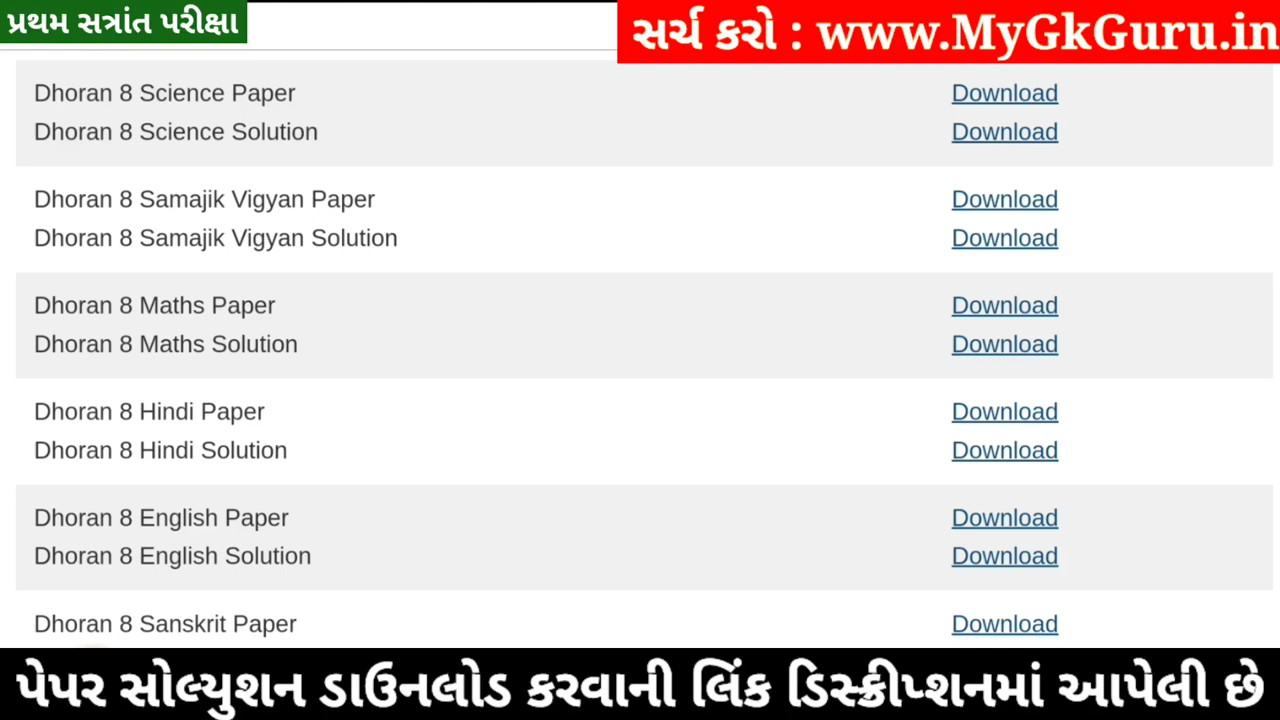 પ્રથમ સત્રાંત પરીક્ષા
સર્ચ કરો : www.MyGkGuru.in
Dhoran 8 Science Paper Download
Dhoran 8 Science Solution Download
Dhoran 8 Samajik Vigyan Paper Download
Dhoran 8 Samajik Vigyan Solution Download
Dhoran 8 Maths Paper Download
Dhoran 8 Maths Solution Download
Dhoran 8 Hindi Paper Download
Dhoran 8 Hindi Solution Download
Dhoran 8 English Paper Download
Dhoran 8 English Solution Download
Dhoran 8 Sanskrit Paper Download
પેપર સોલ્યુશન ડાઉનલોડ કરવાની લિંક ડિસ્ક્રીપ્શનમાં આપેલી છે